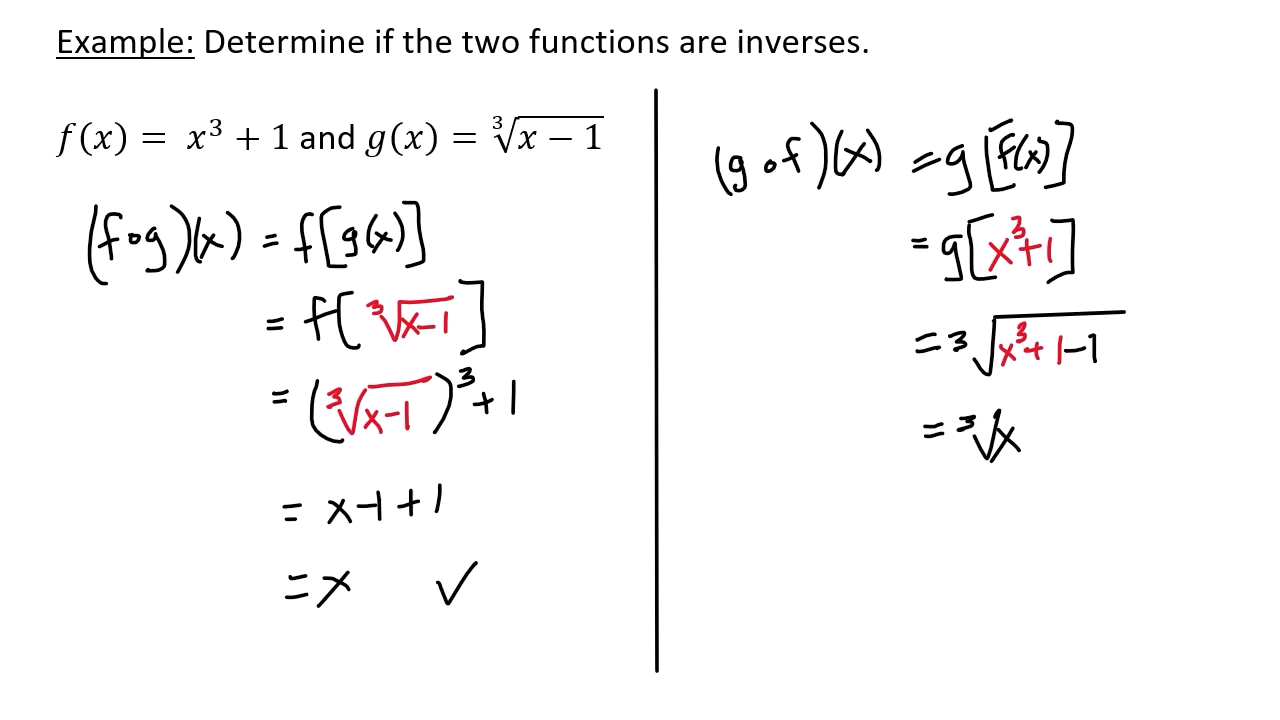 Example: Determine if the two functions are inverses.
f(x) = x³ + 1 and g(x) = ∛(x − 1)
(f∘g)(x) = f[g(x)]
= f[∛(x-1)]
= (∛(x-1))³ + 1
= x-1+1
= x ✓
(g∘f)(x) = g[f(x)]
= g[x³+1]
= ∛(x³+1-1)
= ∛x